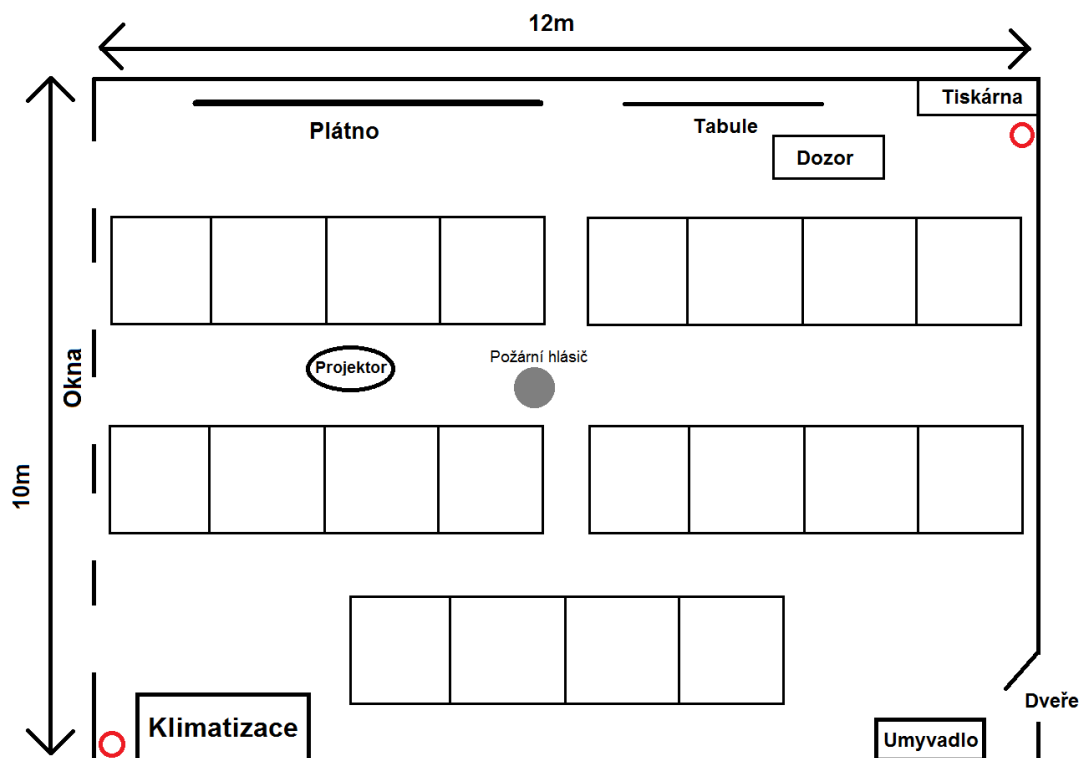 12m
Tiskárna
Plátno
Tabule
Dozor
Okna
Projektor
Požární hlásič
10m
Klimatizace
Dveře
Umyvadlo